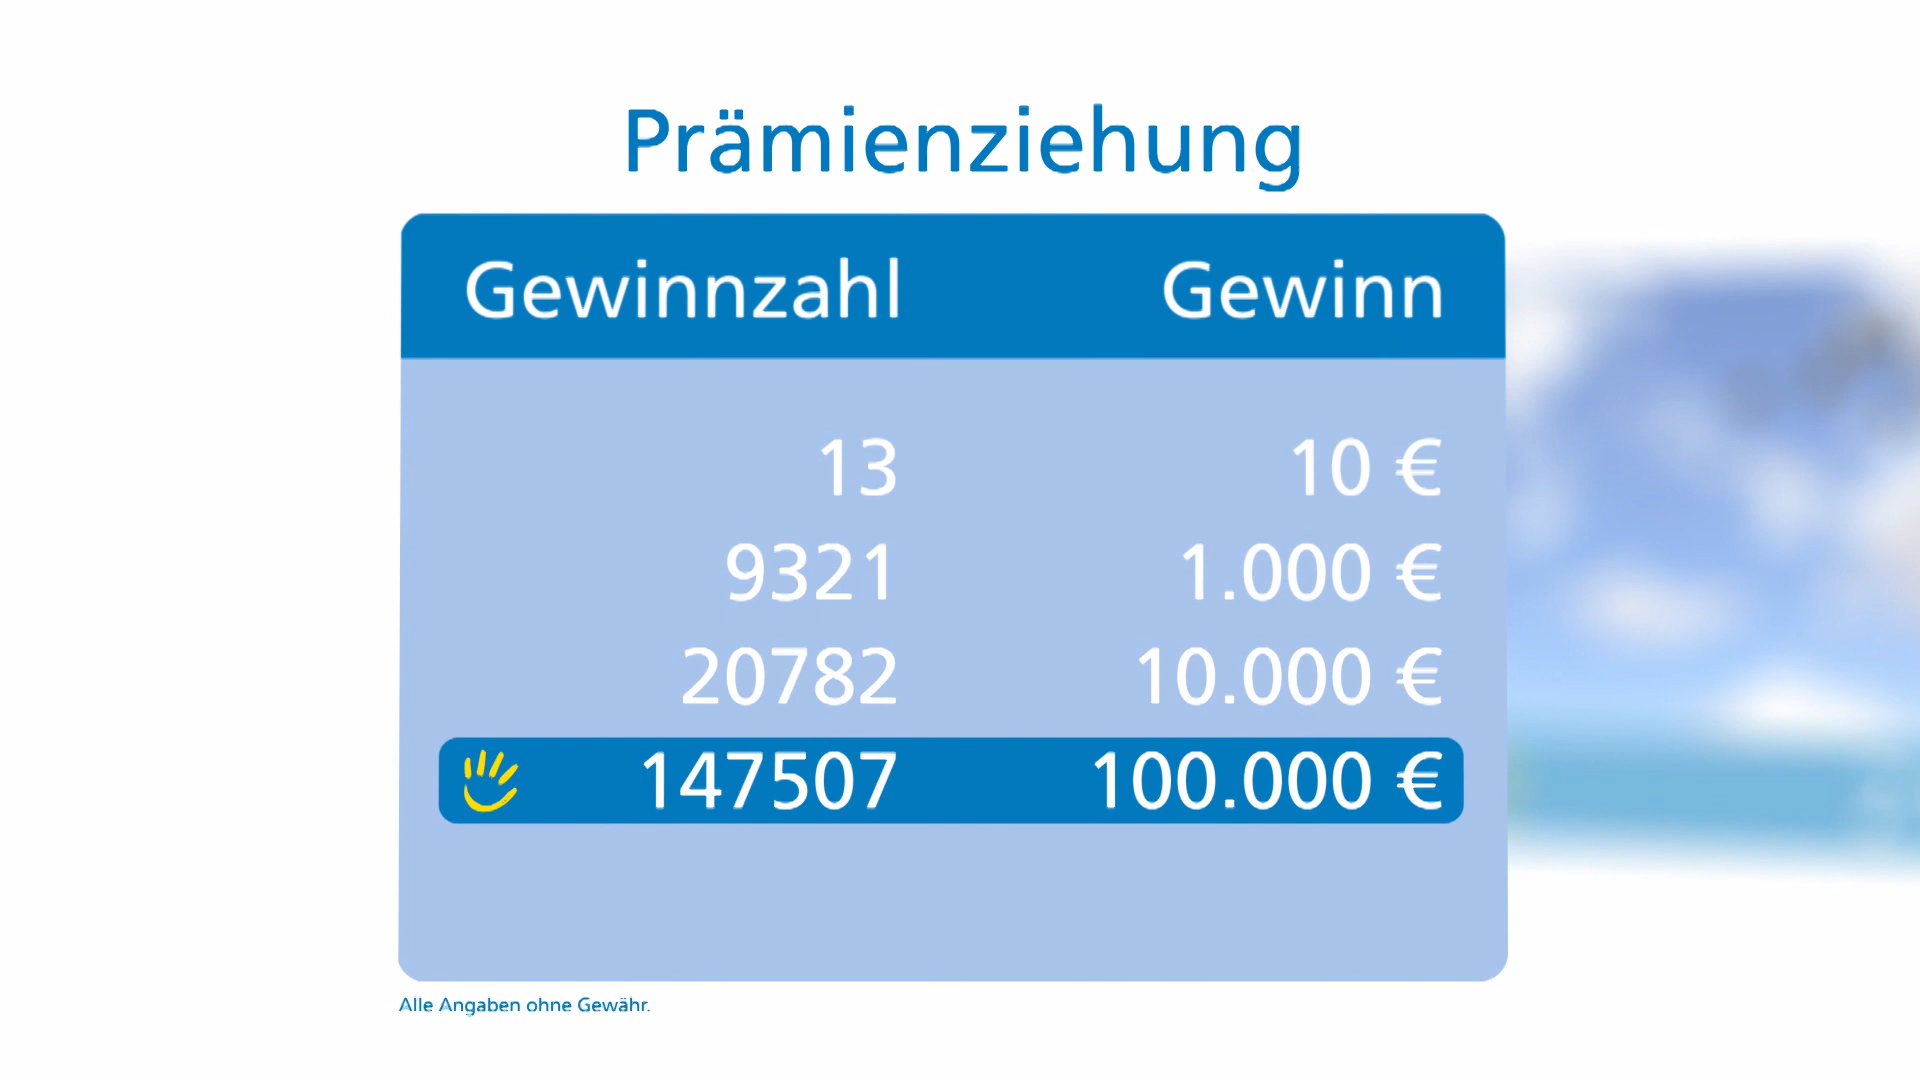 Prämienziehung
Gewinnzahl Gewinn
13 10 €
9321 1.000 €
20782 10.000 €
147507 100.000 €
Alle Angaben ohne Gewähr.